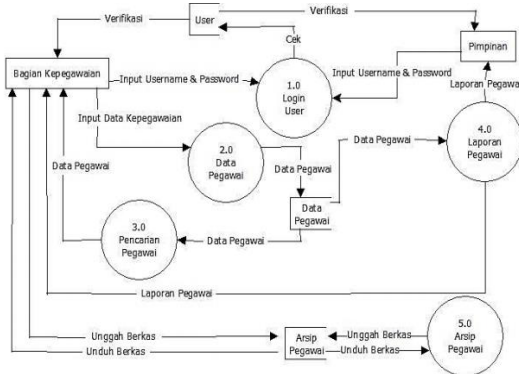 Verifikasi
User
Verifikasi
Cek
Pimpinan
Bagian Kepegawaian
Input Username & Password
1.0
Login
User
Input Username & Password
Laporan Pegawai
Input Data Kepegawaian
2.0
Data
Pegawai
Data Pegawai
Data Pegawai
4.0
Laporan
Pegawai
Data Pegawai
Data
Pegawai
3.0
Pencarian
Pegawai
Data Pegawai
Laporan Pegawai
Unggah Berkas
Unduh Berkas
Arsip
Pegawai
Unggah Berkas
Unduh Berkas
5.0
Arsip
Pegawai